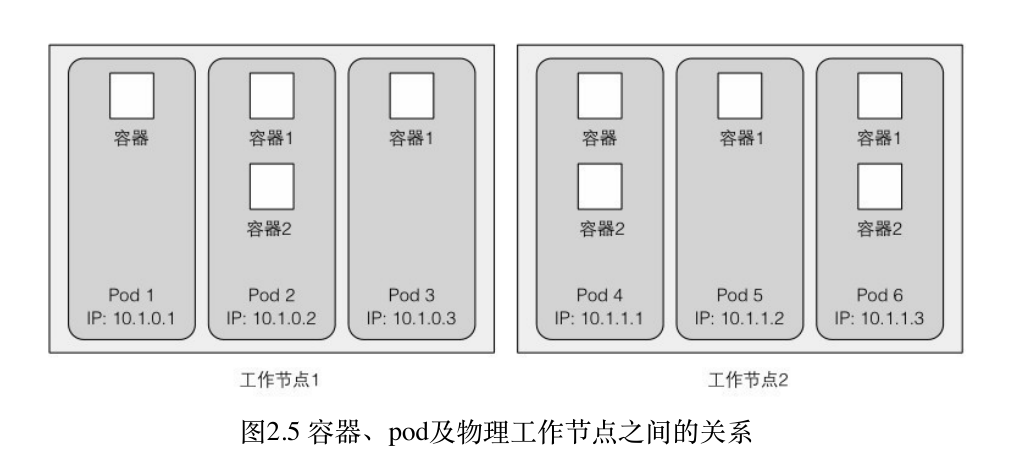 容器
容器1
容器1
容器
容器1
容器1
容器2
容器2
容器2
Pod 1
IP: 10.1.0.1
Pod 2
IP: 10.1.0.2
Pod 3
IP: 10.1.0.3
Pod 4
IP: 10.1.1.1
Pod 5
IP: 10.1.1.2
Pod 6
IP: 10.1.1.3
工作节点1
工作节点2
图2.5 容器、pod及物理工作节点之间的关系